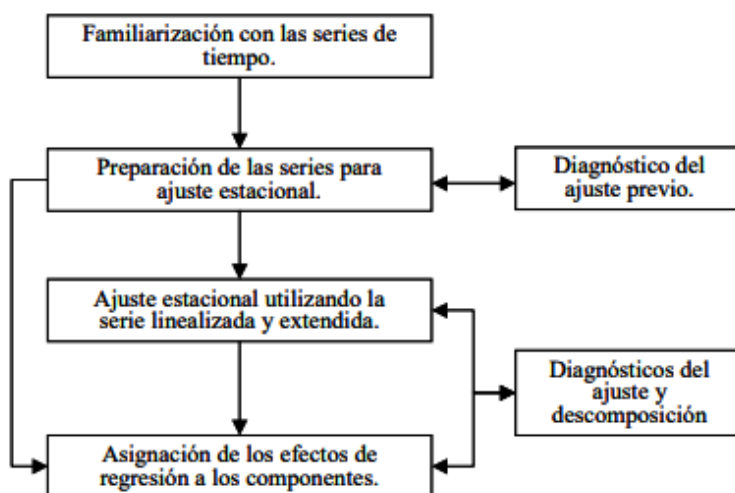 Familiarización con las series de
tiempo.
Preparación de las series para
ajuste estacional.
Diagnóstico del
ajuste previo.
Ajuste estacional utilizando la
serie linealizada y extendida.
Diagnósticos del
ajuste y
descomposición
Asignación de los efectos de
regresión a los componentes.